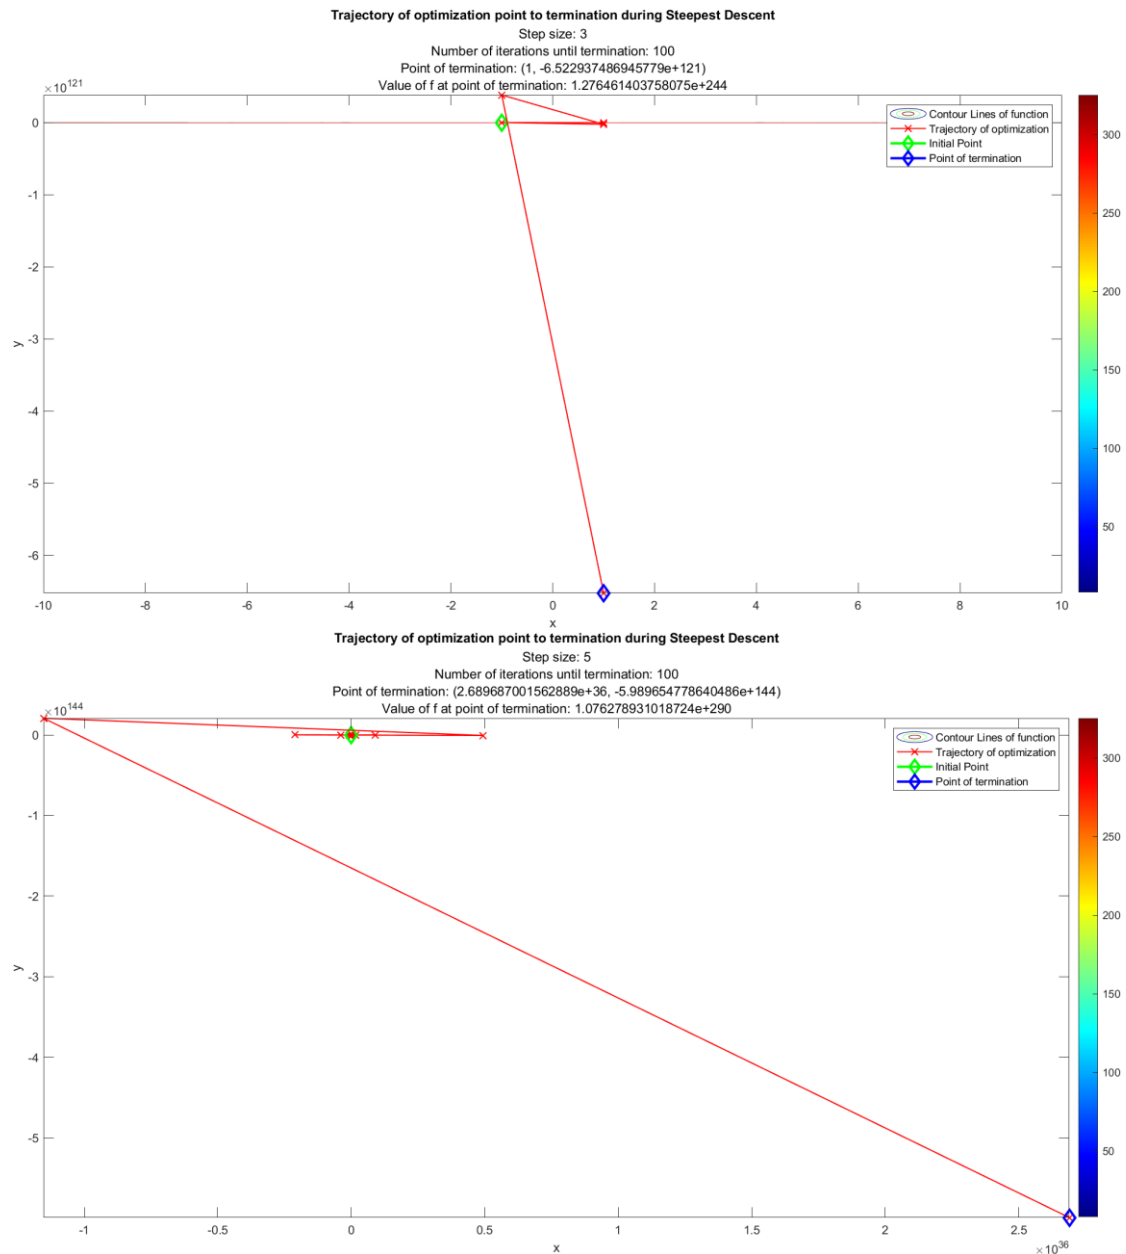 Trajectory of optimization point to termination during Steepest Descent
Step size: 3
Number of iterations until termination: 100
Point of termination: (1, -6.522937486945779e+121)
Value of f at point of termination: 1.276461403758075e+244
×10^121
0
-1
-2
-3
-4
-5
-6
y
-10 -8 -6 -4 -2 0 2 4 6 8 10
x
Contour Lines of function
Trajectory of optimization
Initial Point
Point of termination
300
250
200
150
100
50
Trajectory of optimization point to termination during Steepest Descent
Step size: 5
Number of iterations until termination: 100
Point of termination: (2.689687001562889e+36, -5.989654778640486e+144)
Value of f at point of termination: 1.076278931018724e+290
×10^144
0
-1
-2
-3
-4
-5
y
-1 -0.5 0 0.5 1 1.5 2 2.5
x
×10^36
Contour Lines of function
Trajectory of optimization
Initial Point
Point of termination
300
250
200
150
100
50